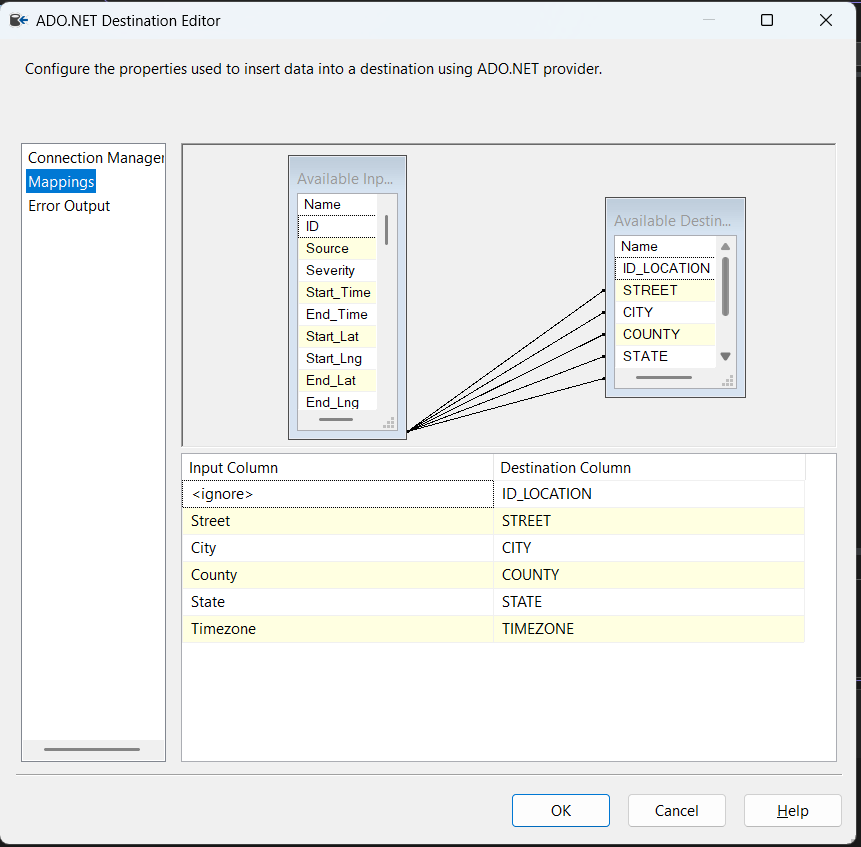 ADO.NET Destination Editor
Configure the properties used to insert data into a destination using ADO.NET provider.
Connection Manager
Mappings
Error Output
Available Inp...
Name
ID
Source
Severity
Start_Time
End_Time
Start_Lat
Start_Lng
End_Lat
End_Lng
Available Destin...
Name
ID_LOCATION
STREET
CITY
COUNTY
STATE
Input Column Destination Column
<ignore> ID_LOCATION
Street STREET
City CITY
County COUNTY
State STATE
Timezone TIMEZONE
OK Cancel Help